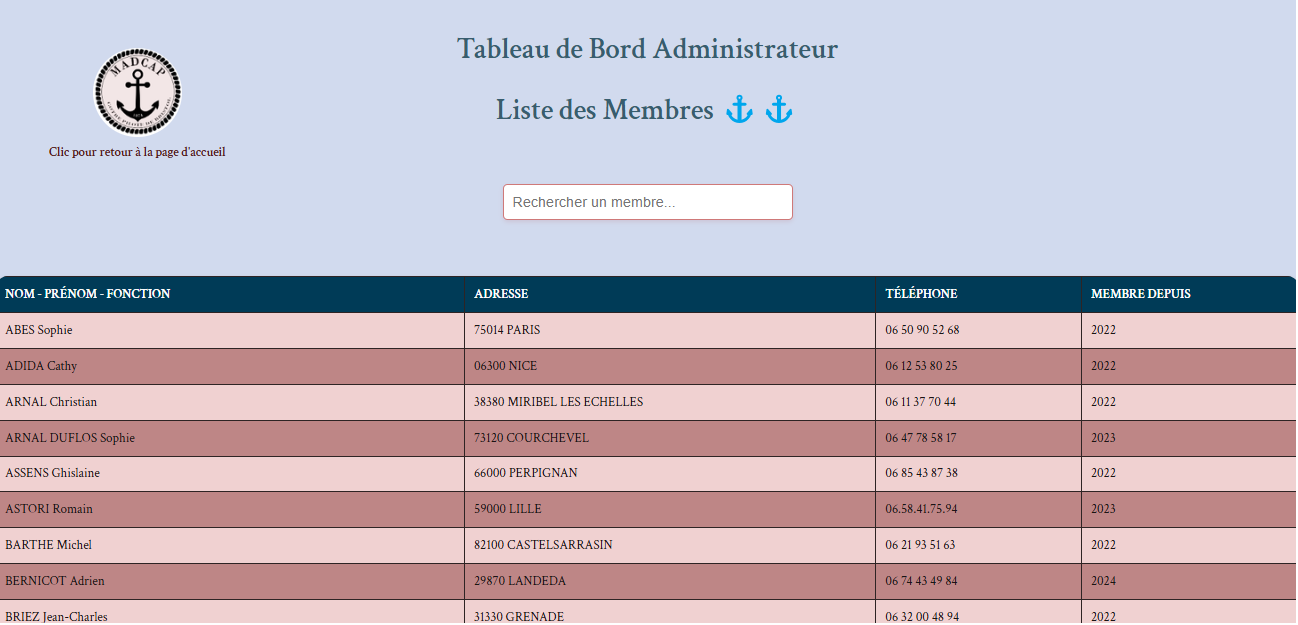 Tableau de Bord Administrateur
MADCAP
Liste des Membres
Clic pour retour à la page d'accueil
Rechercher un membre...
NOM - PRÉNOM - FONCTION ADRESSE TÉLÉPHONE MEMBRE DEPUIS
ABES Sophie 75014 PARIS 06 50 90 52 68 2022
ADIDA Cathy 06300 NICE 06 12 53 80 25 2022
ARNAL Christian 38380 MIRIBEL LES ECHELLES 06 11 37 70 44 2022
ARNAL DUFLOS Sophie 73120 COURCHEVEL 06 47 78 58 17 2023
ASSENS Ghislaine 66000 PERPIGNAN 06 85 43 87 38 2022
ASTORI Romain 59000 LILLE 06.58.41.75.94 2023
BARTHE Michel 82100 CASTELSARRASIN 06 21 93 51 63 2022
BERNICOT Adrien 29870 LANDEDA 06 74 43 49 84 2024
BRIEZ Jean-Charles 31330 GRENADE 06 32 00 48 94 2022